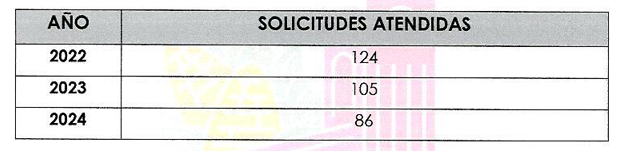 AÑO SOLICITUDES ATENDIDAS
2022 124
2023 105
2024 86